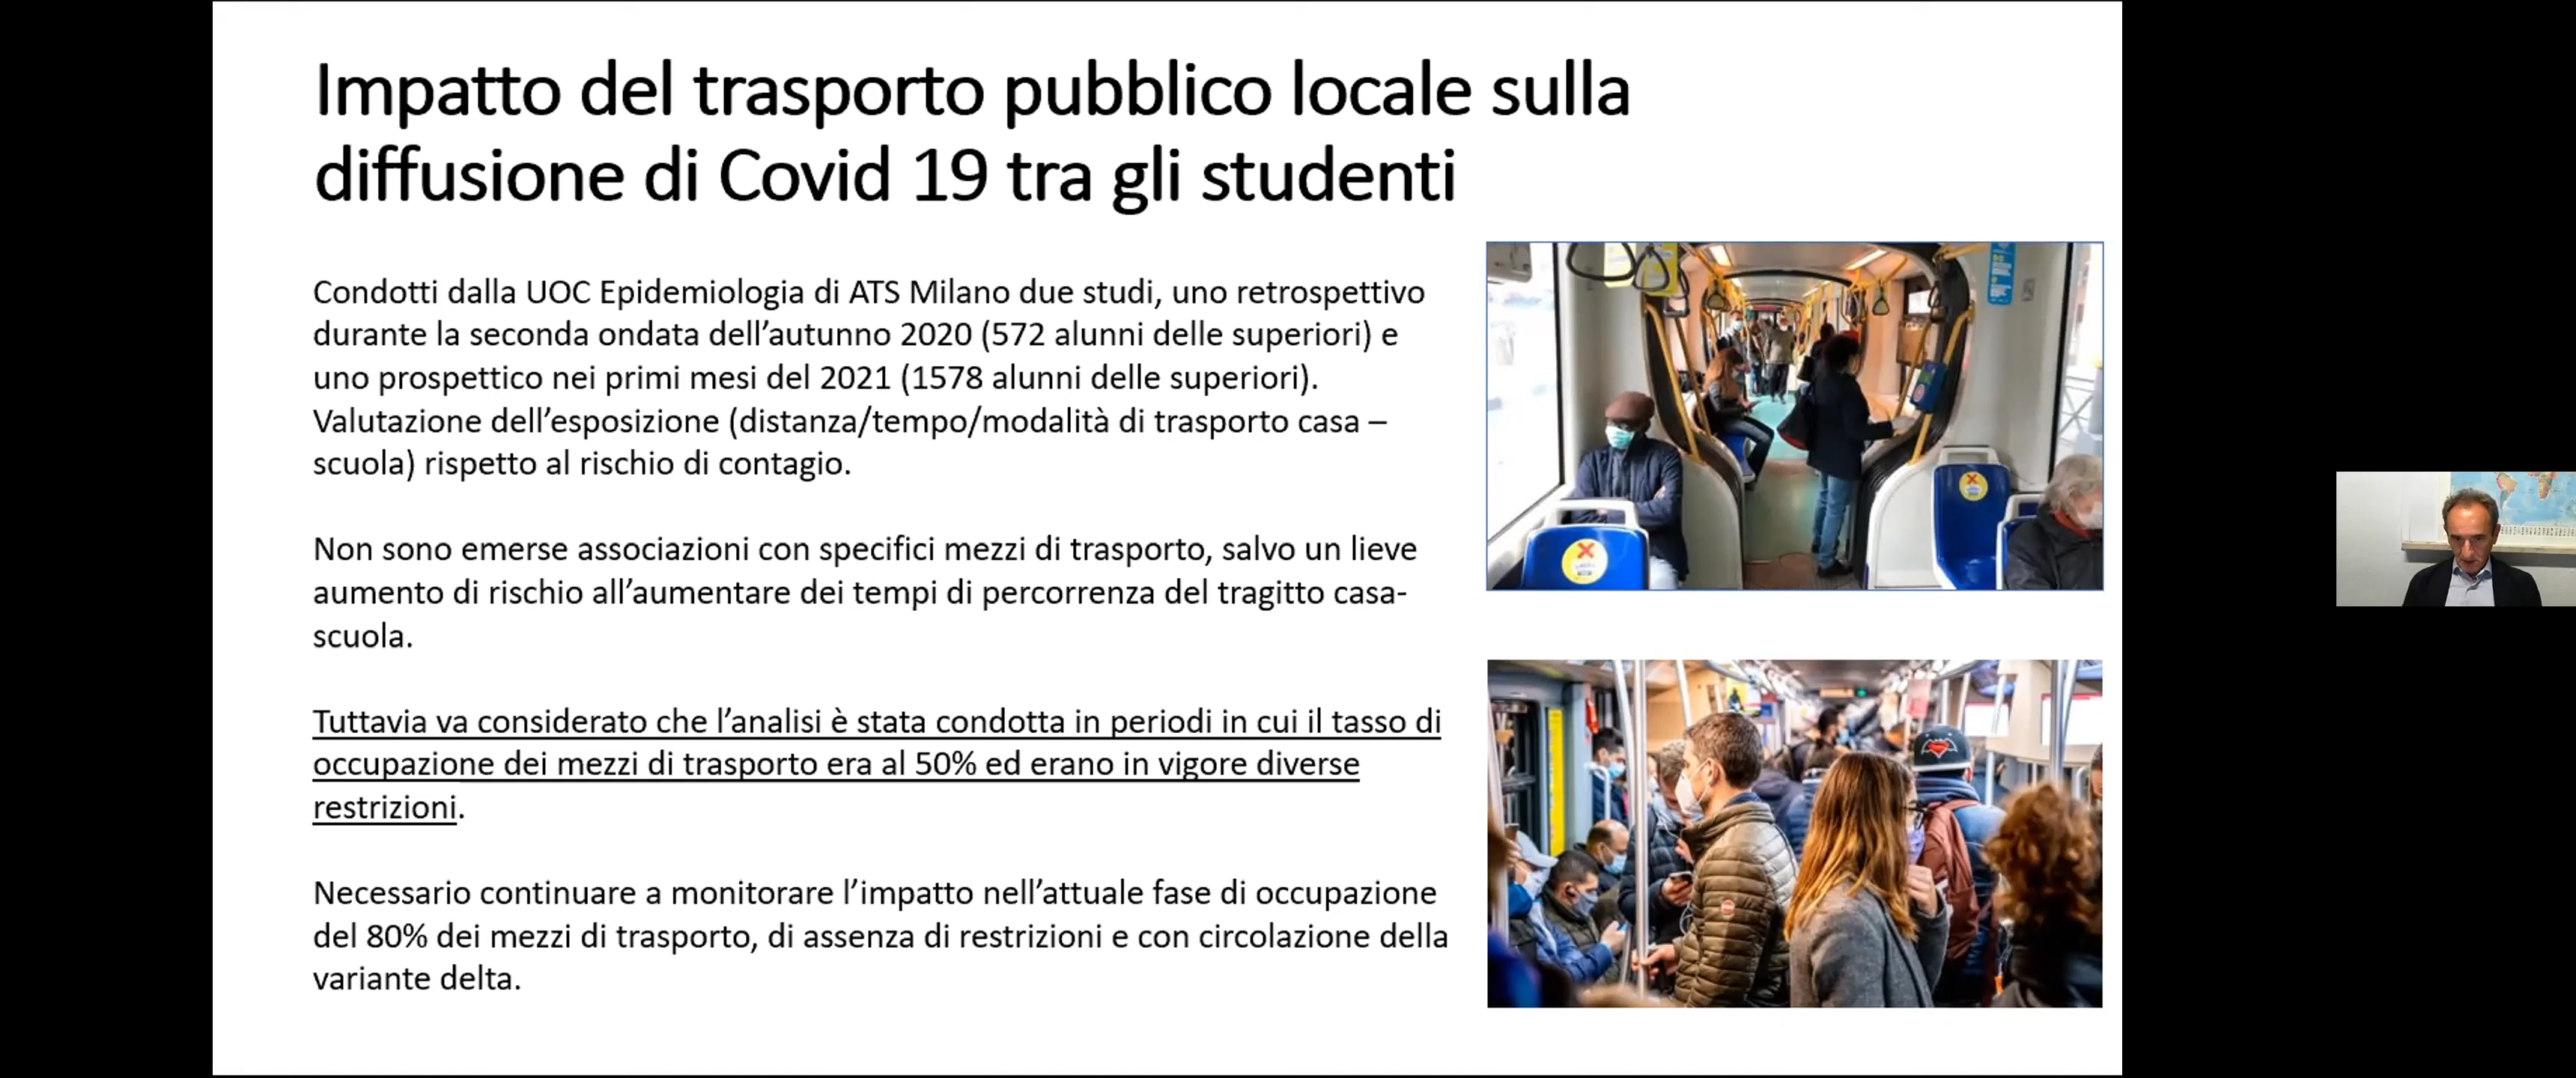 Impatto del trasporto pubblico locale sulla
diffusione di Covid 19 tra gli studenti
Condotti dalla UOC Epidemiologia di ATS Milano due studi, uno retrospettivo
durante la seconda ondata dell’autunno 2020 (572 alunni delle superiori) e
uno prospettico nei primi mesi del 2021 (1578 alunni delle superiori).
Valutazione dell’esposizione (distanza/tempo/modalità di trasporto casa –
scuola) rispetto al rischio di contagio.
Non sono emerse associazioni con specifici mezzi di trasporto, salvo un lieve
aumento di rischio all’aumentare dei tempi di percorrenza del tragitto casa-
scuola.
Tuttavia va considerato che l’analisi è stata condotta in periodi in cui il tasso di
occupazione dei mezzi di trasporto era al 50% ed erano in vigore diverse
restrizioni.
Necessario continuare a monitorare l’impatto nell’attuale fase di occupazione
del 80% dei mezzi di trasporto, di assenza di restrizioni e con circolazione della
variante delta.